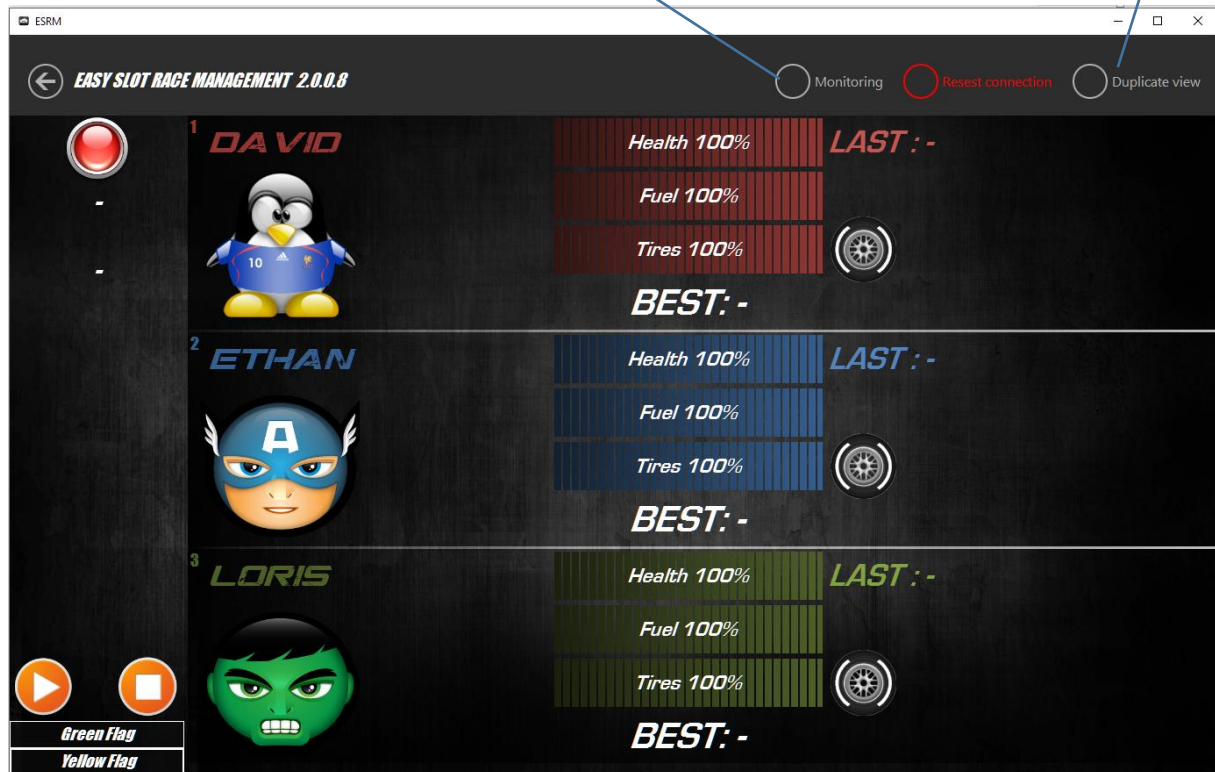 ESRM
EASY SLOT RACE MANAGEMENT 2.0.0.8
Monitoring
Resest connection
Duplicate view
1
DAVID
Health 100%
LAST : -
-
Fuel 100%
-
Tires 100%
10
BEST: -
2
ETHAN
Health 100%
LAST : -
A
Fuel 100%
Tires 100%
BEST: -
3
LORIS
Health 100%
LAST : -
Fuel 100%
Tires 100%
BEST: -
Green Flag
Yellow Flag